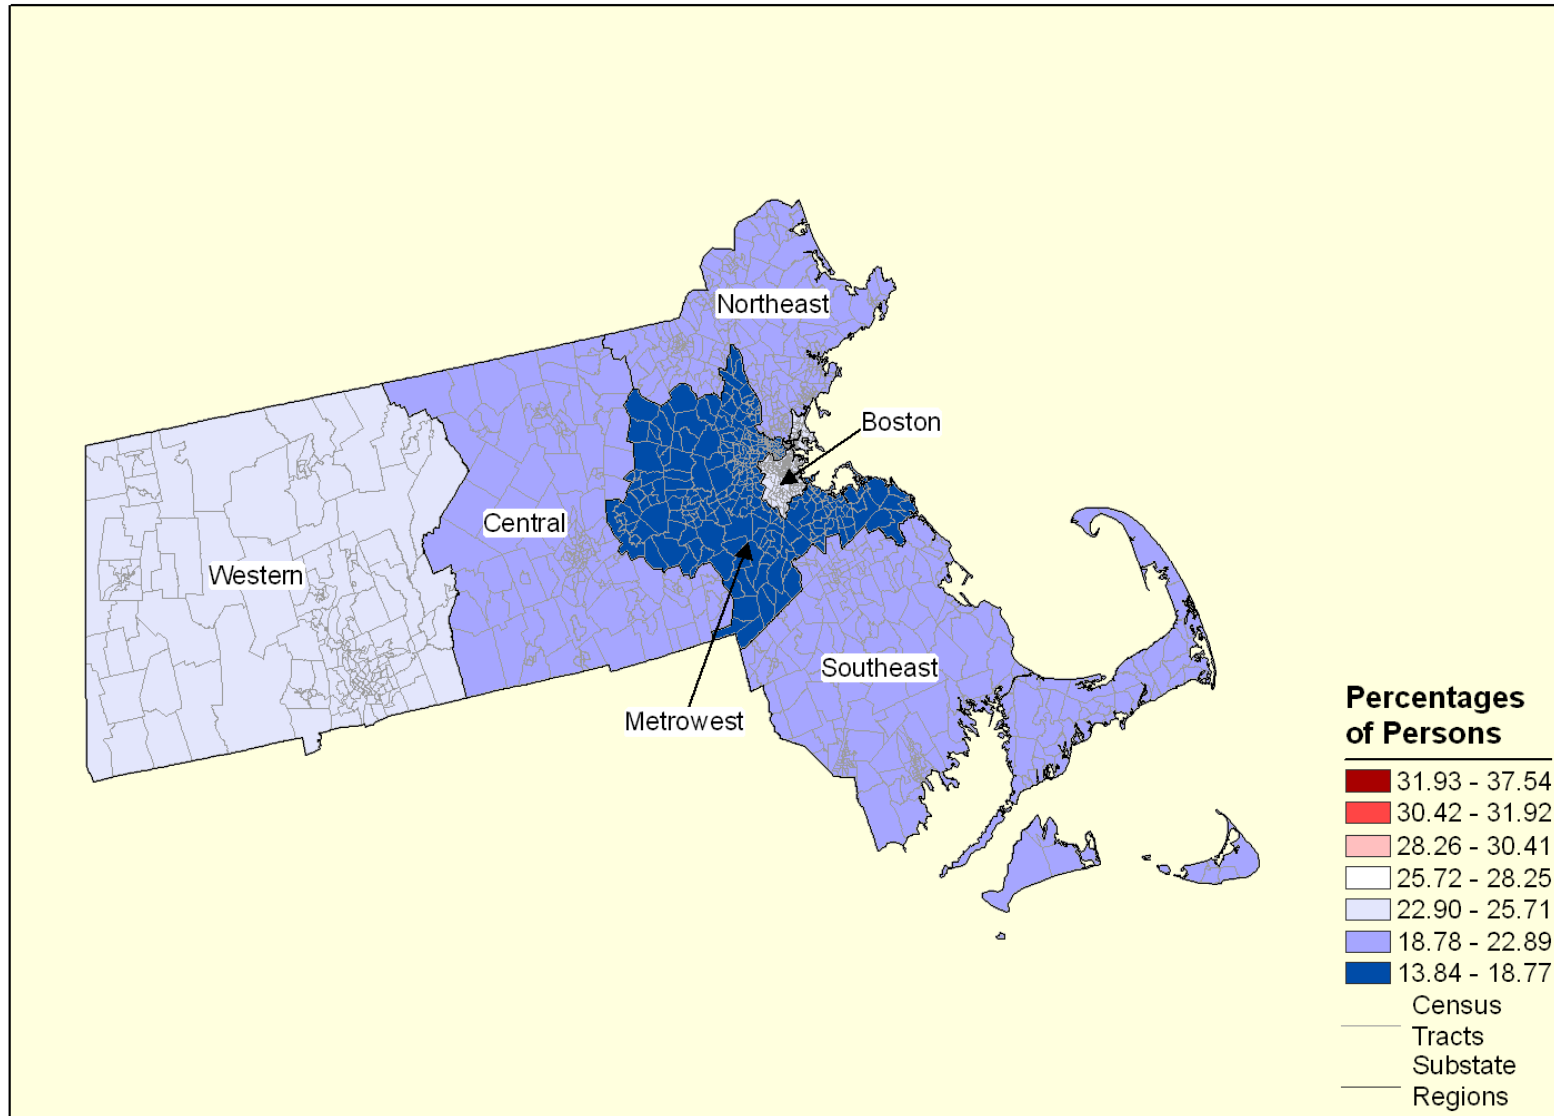 Northeast
Boston
Central
Western
Southeast
Metrowest
Percentages
of Persons
31.93 - 37.54
30.42 - 31.92
28.26 - 30.41
25.72 - 28.25
22.90 - 25.71
18.78 - 22.89
13.84 - 18.77
Census
Tracts
Substate
Regions